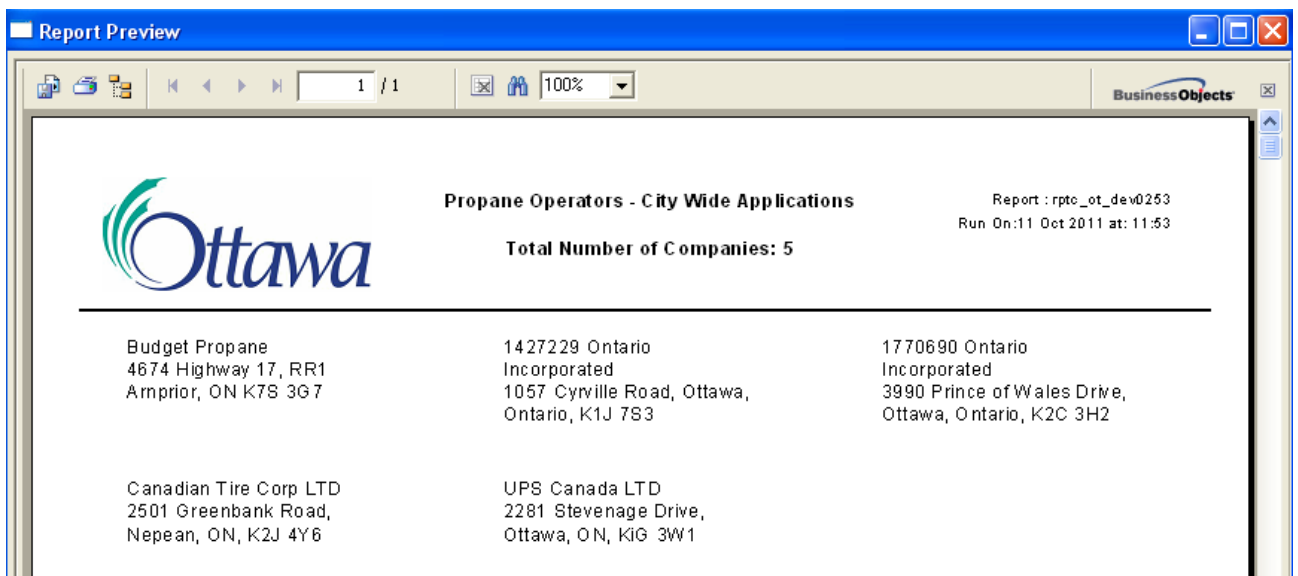 Report Preview
1 / 1
100%
BusinessObjects
Ottawa
Propane Operators - City Wide Applications
Total Number of Companies: 5
Report : rptc_ot_dev0253
Run On:11 Oct 2011 at: 11:53
Budget Propane
4674 Highway 17, RR1
Arnprior, ON K7S 3G7
1427229 Ontario
Incorporated
1057 Cyrville Road, Ottawa,
Ontario, K1J 7S3
1770690 Ontario
Incorporated
3990 Prince of Wales Drive,
Ottawa, Ontario, K2C 3H2
Canadian Tire Corp LTD
2501 Greenbank Road,
Nepean, ON, K2J 4Y6
UPS Canada LTD
2281 Stevenage Drive,
Ottawa, ON, KiG 3W1